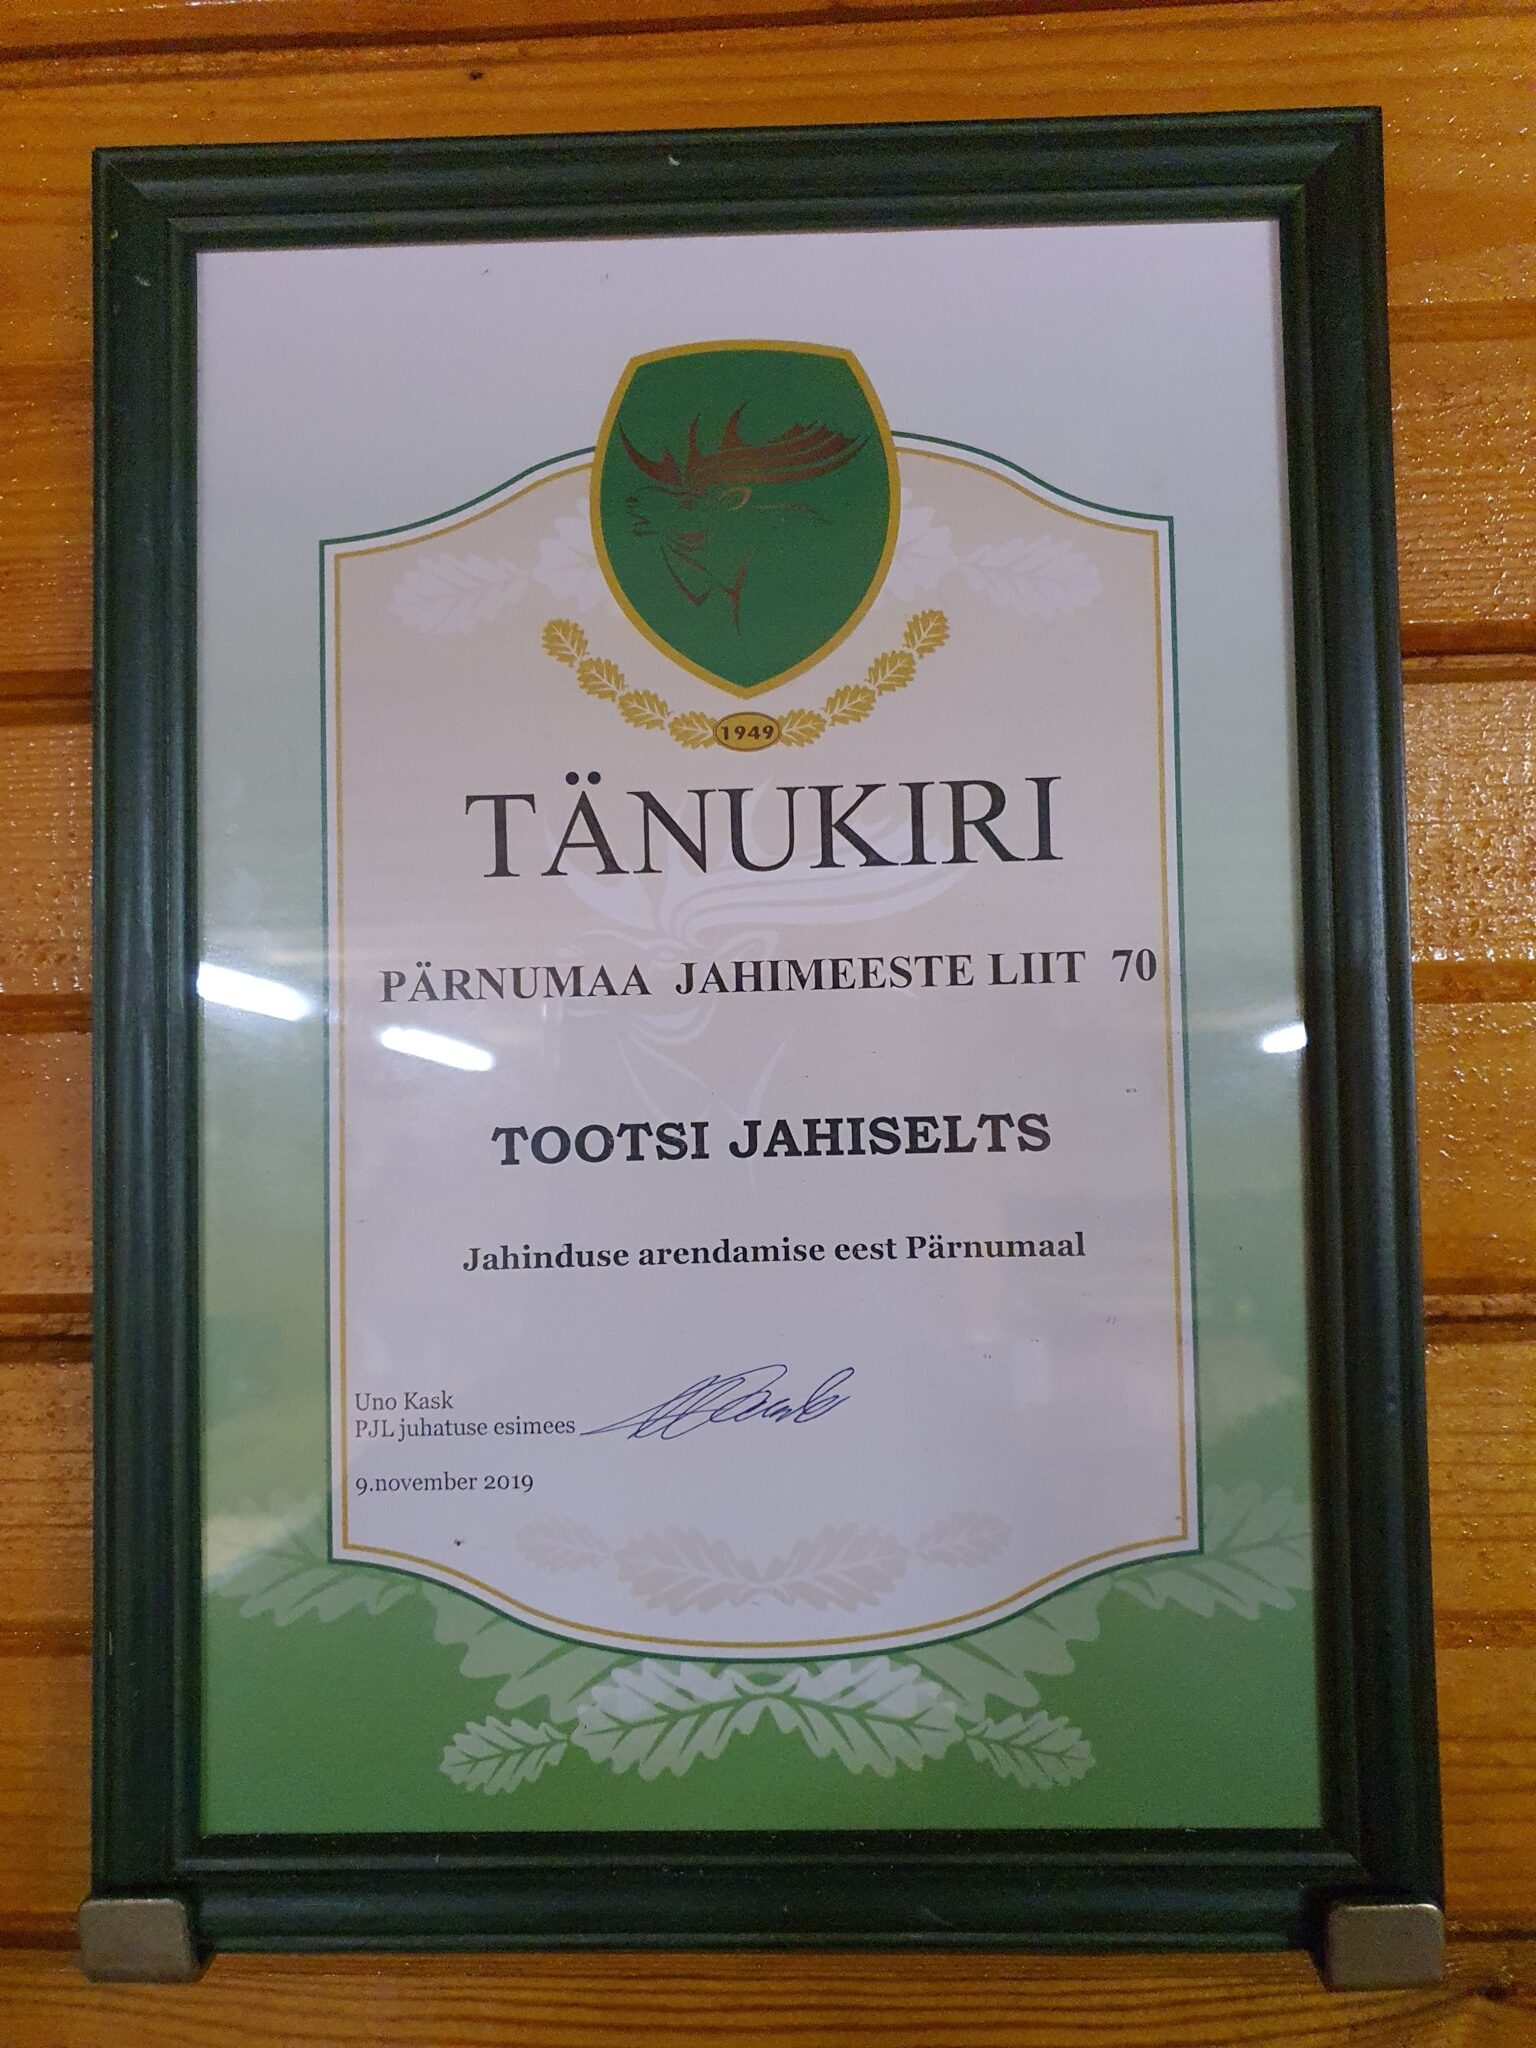 1949
TÄNUKIRI
PÄRNUMAA JAHIMEESTE LIIT 70
TOOTSI JAHISELTS
Jahinduse arendamise eest Pärnumaal
Uno Kask
PJL juhatuse esimees
9.november 2019